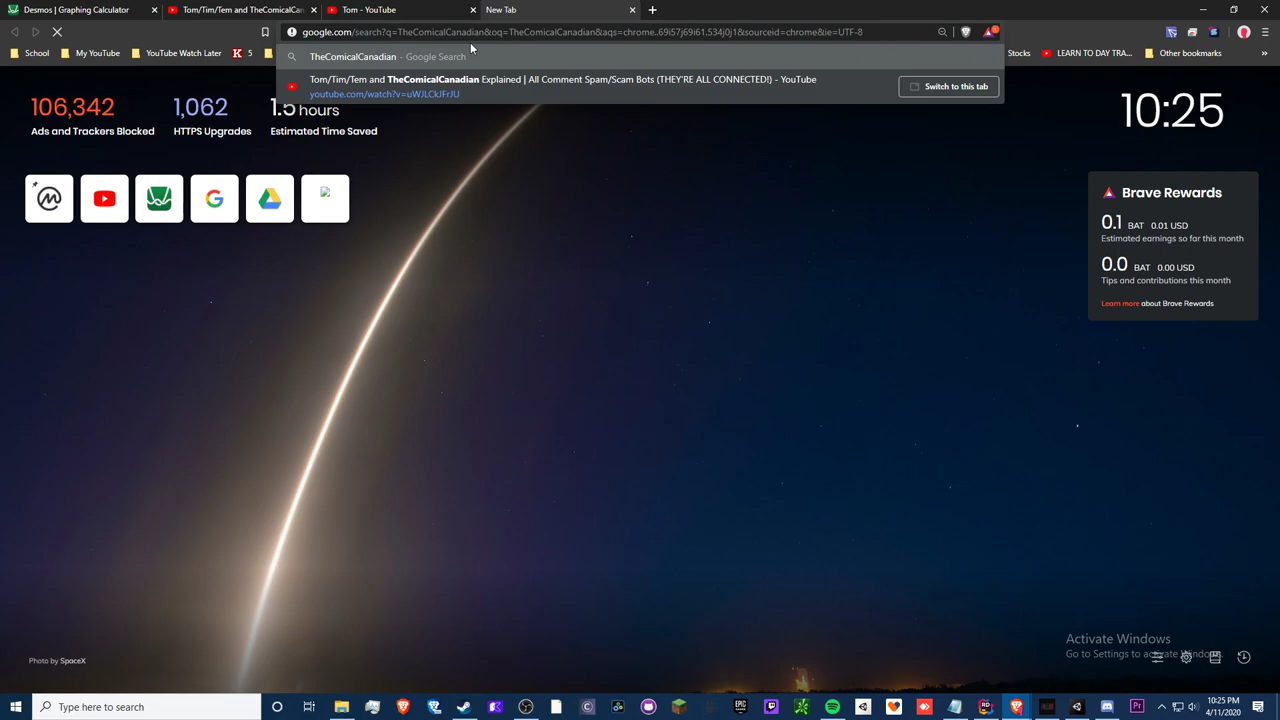 Desmos | Graphing Calculator
Tom/Tim/Tem and TheComicalCan
Tom - YouTube
New Tab
google.com/search?q=TheComicalCanadian&oq=TheComicalCanadian&aqs=chrome..69i57j69i61.534j0j1&sourceid=chrome&ie=UTF-8
School
My YouTube
YouTube Watch Later
5
Stocks
LEARN TO DAY TRA...
Other bookmarks
TheComicalCanadian - Google Search
Tom/Tim/Tem and TheComicalCanadian Explained | All Comment Spam/Scam Bots (THEY'RE ALL CONNECTED!) - YouTube
youtube.com/watch?v=uWJLCkJFrJU
Switch to this tab
106,342
Ads and Trackers Blocked
1,062
HTTPS Upgrades
1.5 hours
Estimated Time Saved
10:25
Brave Rewards
0.1 BAT 0.01 USD
Estimated earnings so far this month
0.0 BAT 0.00 USD
Tips and contributions this month
Learn more about Brave Rewards
Photo by SpaceX
Activate Windows
Go to Settings to activate Windows.
Type here to search
10:25 PM
4/11/2020